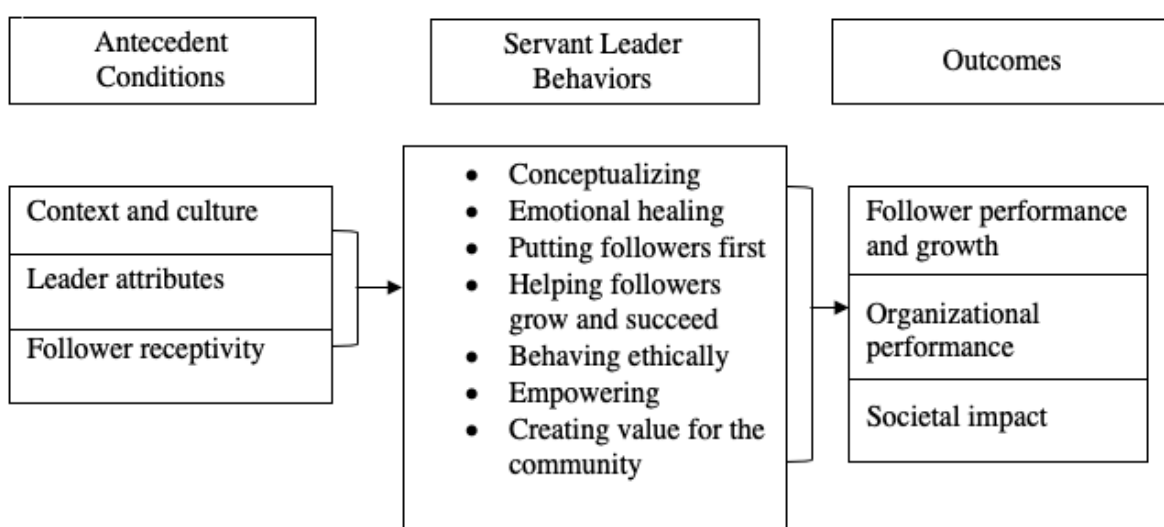 Antecedent
Conditions
Servant Leader
Behaviors
Outcomes
Context and culture
Leader attributes
Follower receptivity
• Conceptualizing
• Emotional healing
• Putting followers first
• Helping followers
grow and succeed
• Behaving ethically
• Empowering
• Creating value for the
community
Follower performance
and growth
Organizational
performance
Societal impact